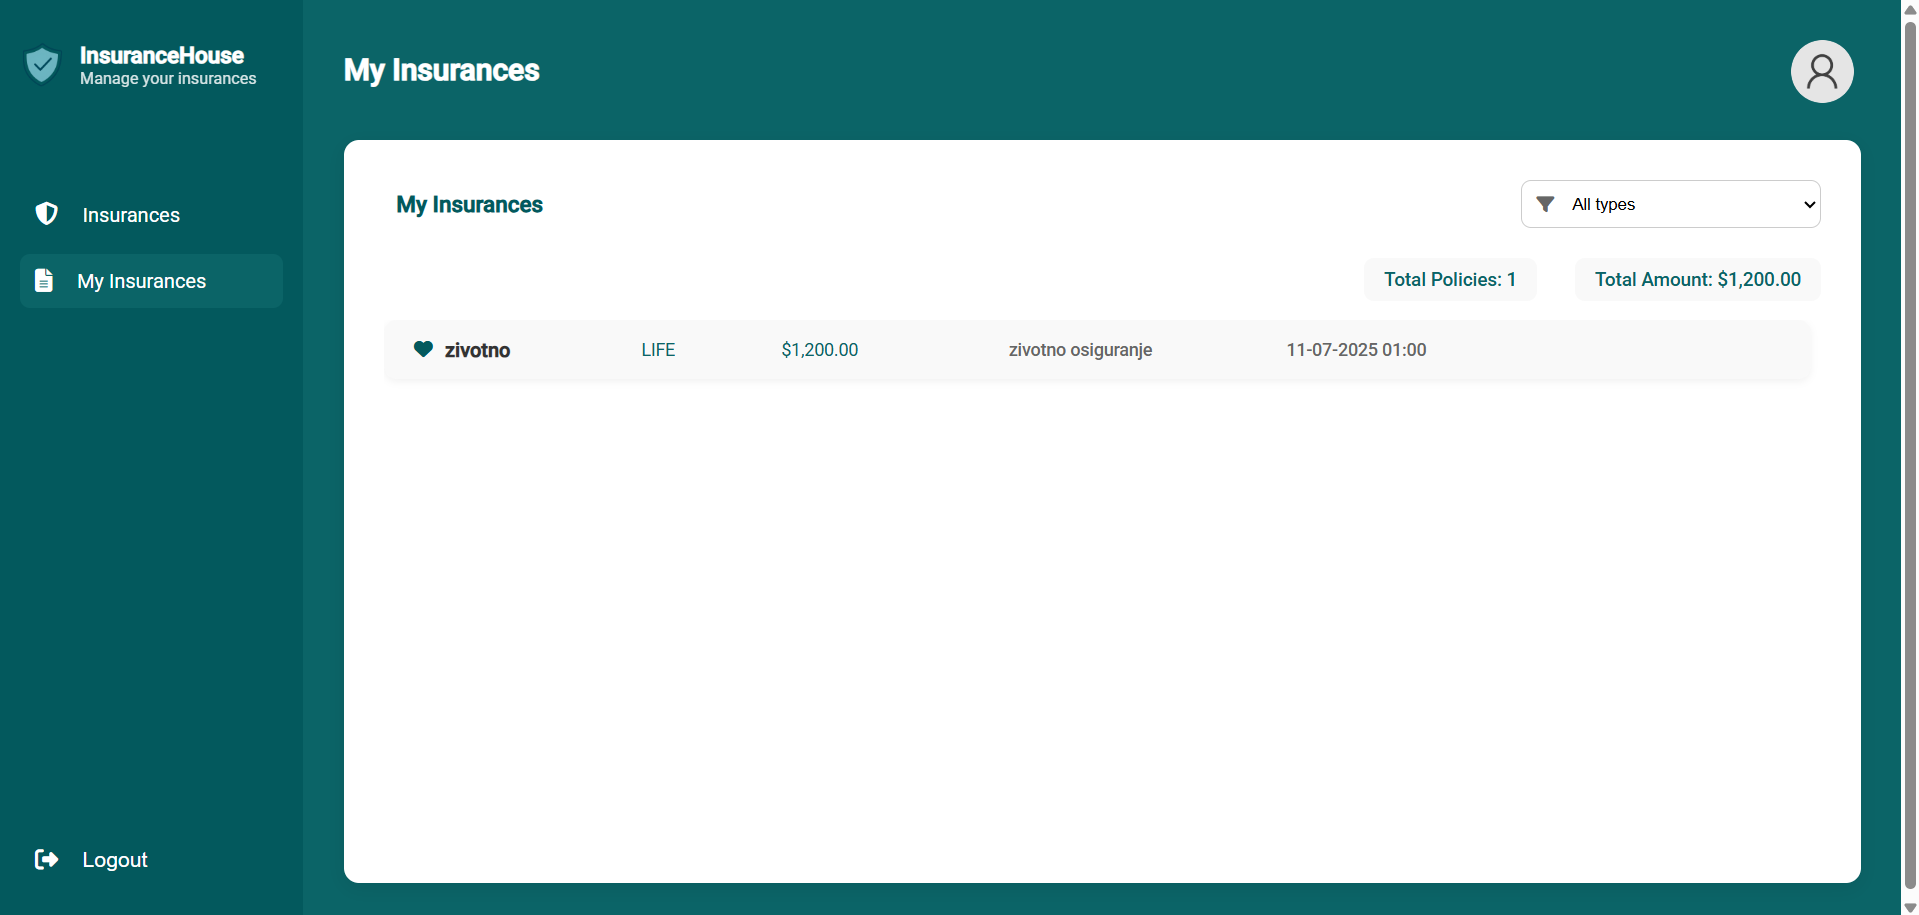 InsuranceHouse
Manage your insurances
My Insurances
Insurances
My Insurances
Logout
My Insurances
All types
Total Policies: 1
Total Amount: $1,200.00
zivotno LIFE $1,200.00 zivotno osiguranje 11-07-2025 01:00